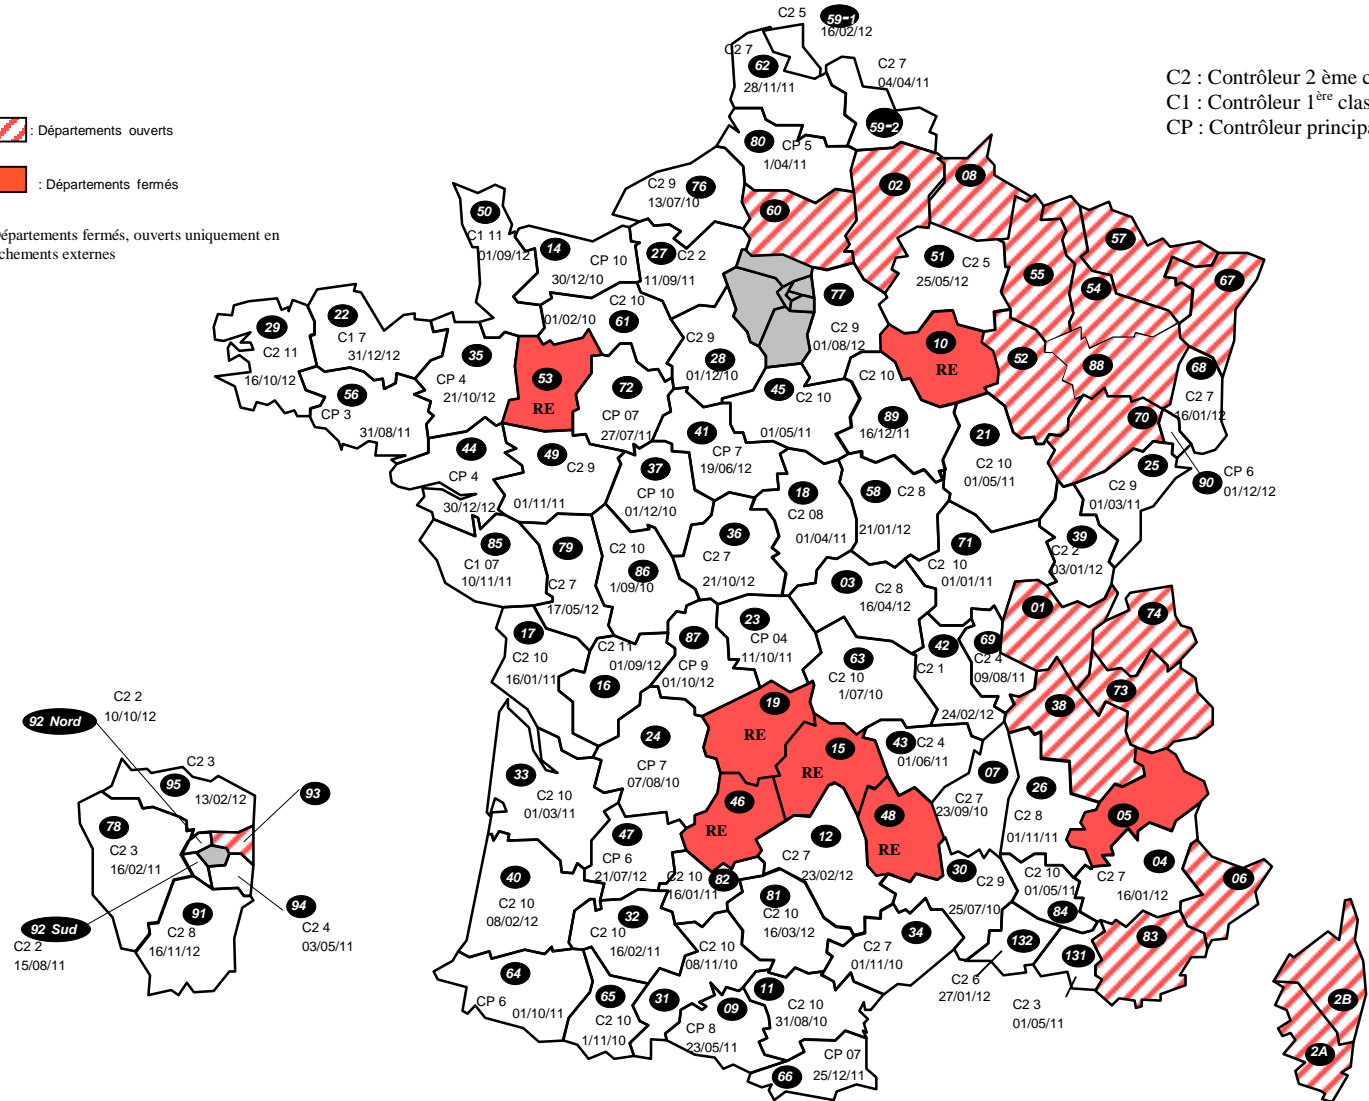 C2 5
59-1
16/02/12
C2 7
62
28/11/11
C2 7
04/04/11
59-2
C2 : Contrôleur 2 ème c
C1 : Contrôleur 1ère clas
CP : Contrôleur principa
: Départements ouverts
: Départements fermés
Départements fermés, ouverts uniquement en
chements externes
80
CP 5
1/04/11
C2 9
76
13/07/10
60
02
08
50
C1 11
01/09/12
14
CP 10
30/12/10
27
C2 2
11/09/11
51
C2 5
25/05/11
55
57
54
67
77
C2 9
01/08/12
C2 10
01/02/10
61
29
C2 11
16/10/12
22
C1 7
31/12/12
35
CP 4
21/10/12
56
CP 3
31/08/11
53
RE
72
CP 07
27/07/11
C2 9
28
01/12/10
45
C2 10
01/05/11
C2 10
89
16/12/11
10
RE
52
88
68
C2 7
16/01/12
70
21
C2 10
01/05/11
25
C2 9
01/03/11
90
CP 6
01/12/12
44
CP 4
30/12/12
49
C2 9
01/11/11
41
CP 7
19/06/12
37
CP 10
01/12/10
18
C2 08
01/04/11
58
C2 8
21/01/12
85
C1 07
10/11/11
79
C2 7
17/05/12
C2 10
86
1/09/10
36
C2 7
21/10/12
03
C2 8
16/04/12
71
C2 10
01/01/11
39
C2 2
03/01/12
01
74
17
C2 10
16/01/11
C2 11
01/09/12
16
87
CP 9
01/10/12
23
CP 04
11/10/11
63
C2 10
1/07/10
42
C2 1
24/02/12
69
C2 4
09/08/11
38
73
24
CP 7
07/08/10
19
RE
15
RE
43
C2 4
01/06/11
07
C2 7
23/09/10
26
C2 8
01/11/11
05
33
C2 10
01/03/11
47
CP 6
21/07/12
46
RE
48
RE
12
C2 7
23/02/12
30
C2 9
25/07/10
C2 10
01/05/11
84
04
C2 7
16/01/12
06
40
C2 10
08/02/12
C2 10
16/01/11
82
81
C2 10
16/03/12
32
C2 10
16/02/11
C2 10
08/11/10
31
34
C2 7
01/11/10
132
C2 6
27/01/12
131
C2 3
01/05/11
83
64
CP 6
01/10/11
65
C2 10
1/11/10
09
CP 8
23/05/11
11
C2 10
31/08/10
CP 07
66
25/12/11
2B
2A
C2 2
92 Nord
10/10/12
C2 3
95
13/02/12
93
78
C2 3
16/02/11
91
C2 8
16/11/12
94
C2 4
03/05/11
92 Sud
C2 2
15/08/11